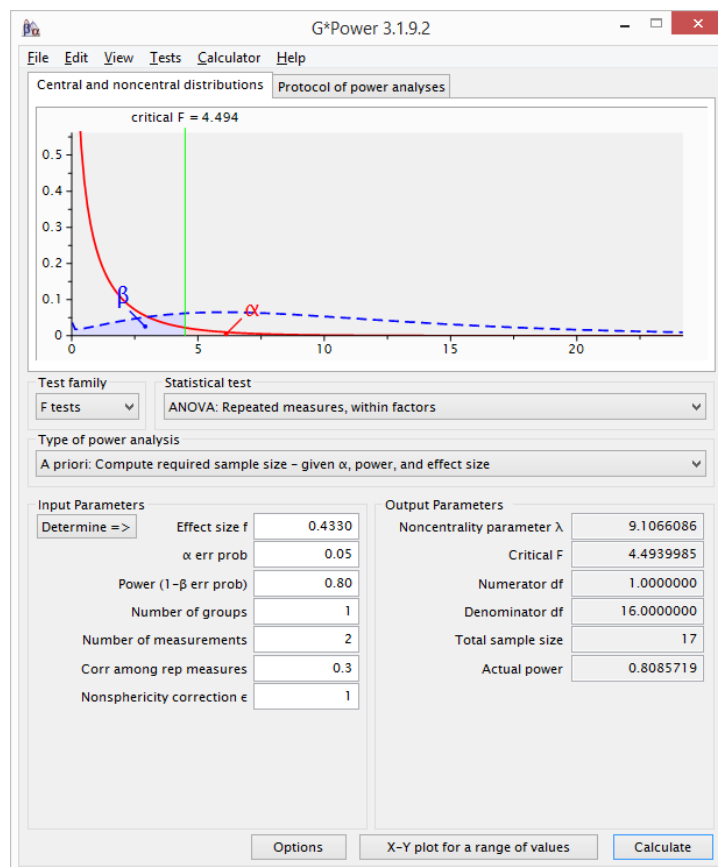 βα G*Power 3.1.9.2
File Edit View Tests Calculator Help
Central and noncentral distributions Protocol of power analyses
critical F = 4.494
0.5
0.4
0.3
0.2
0.1
0
β
α
0 5 10 15 20
Test family Statistical test
F tests ANOVA: Repeated measures, within factors
Type of power analysis
A priori: Compute required sample size – given α, power, and effect size
Input Parameters Output Parameters
Determine => Effect size f 0.4330 Noncentrality parameter λ 9.1066086
α err prob 0.05 Critical F 4.4939985
Power (1-β err prob) 0.80 Numerator df 1.0000000
Number of groups 1 Denominator df 16.0000000
Number of measurements 2 Total sample size 17
Corr among rep measures 0.3 Actual power 0.8085719
Nonsphericity correction ϵ 1
Options X-Y plot for a range of values Calculate